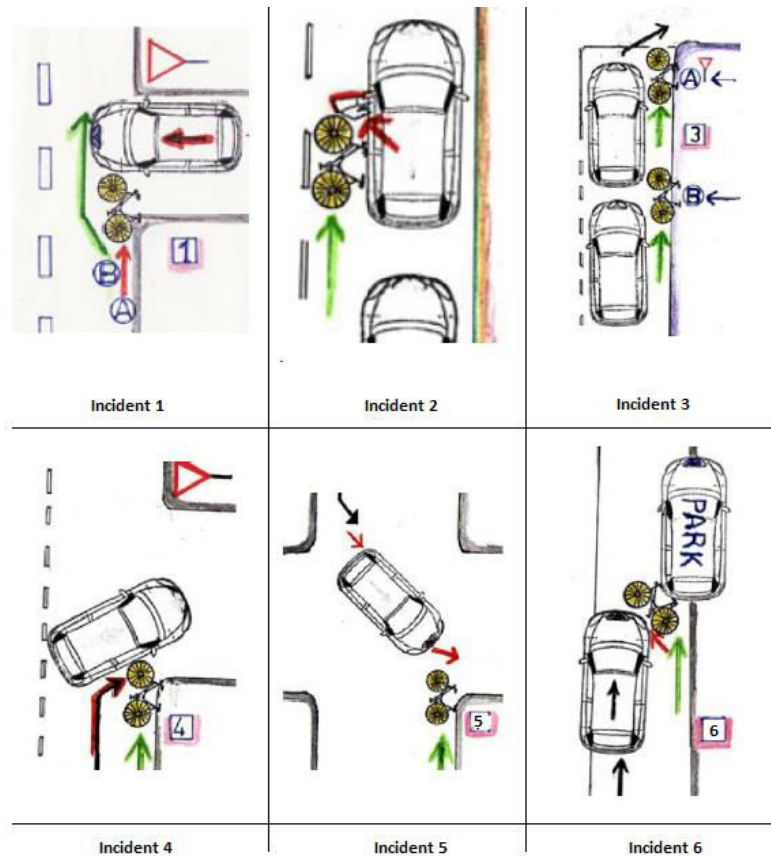 B
A
1
Incident 1
Incident 2
A
3
B
Incident 3
4
Incident 4
5
Incident 5
PARK
6
Incident 6